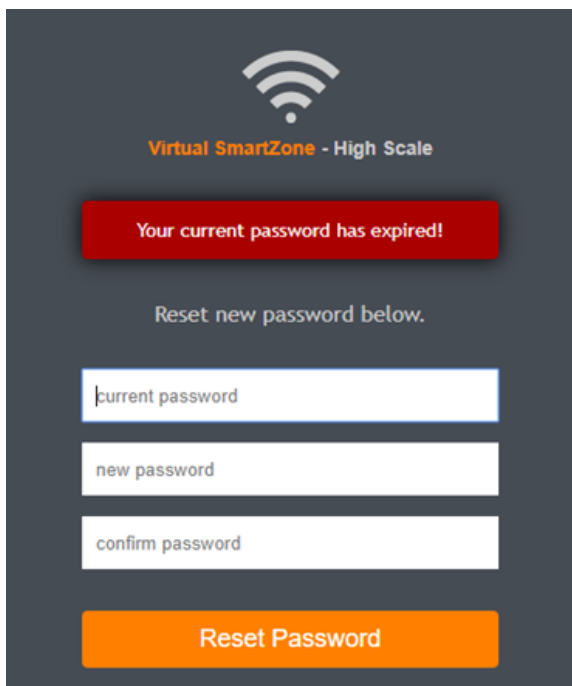 Virtual SmartZone - High Scale
Your current password has expired!
Reset new password below.
current password
new password
confirm password
Reset Password